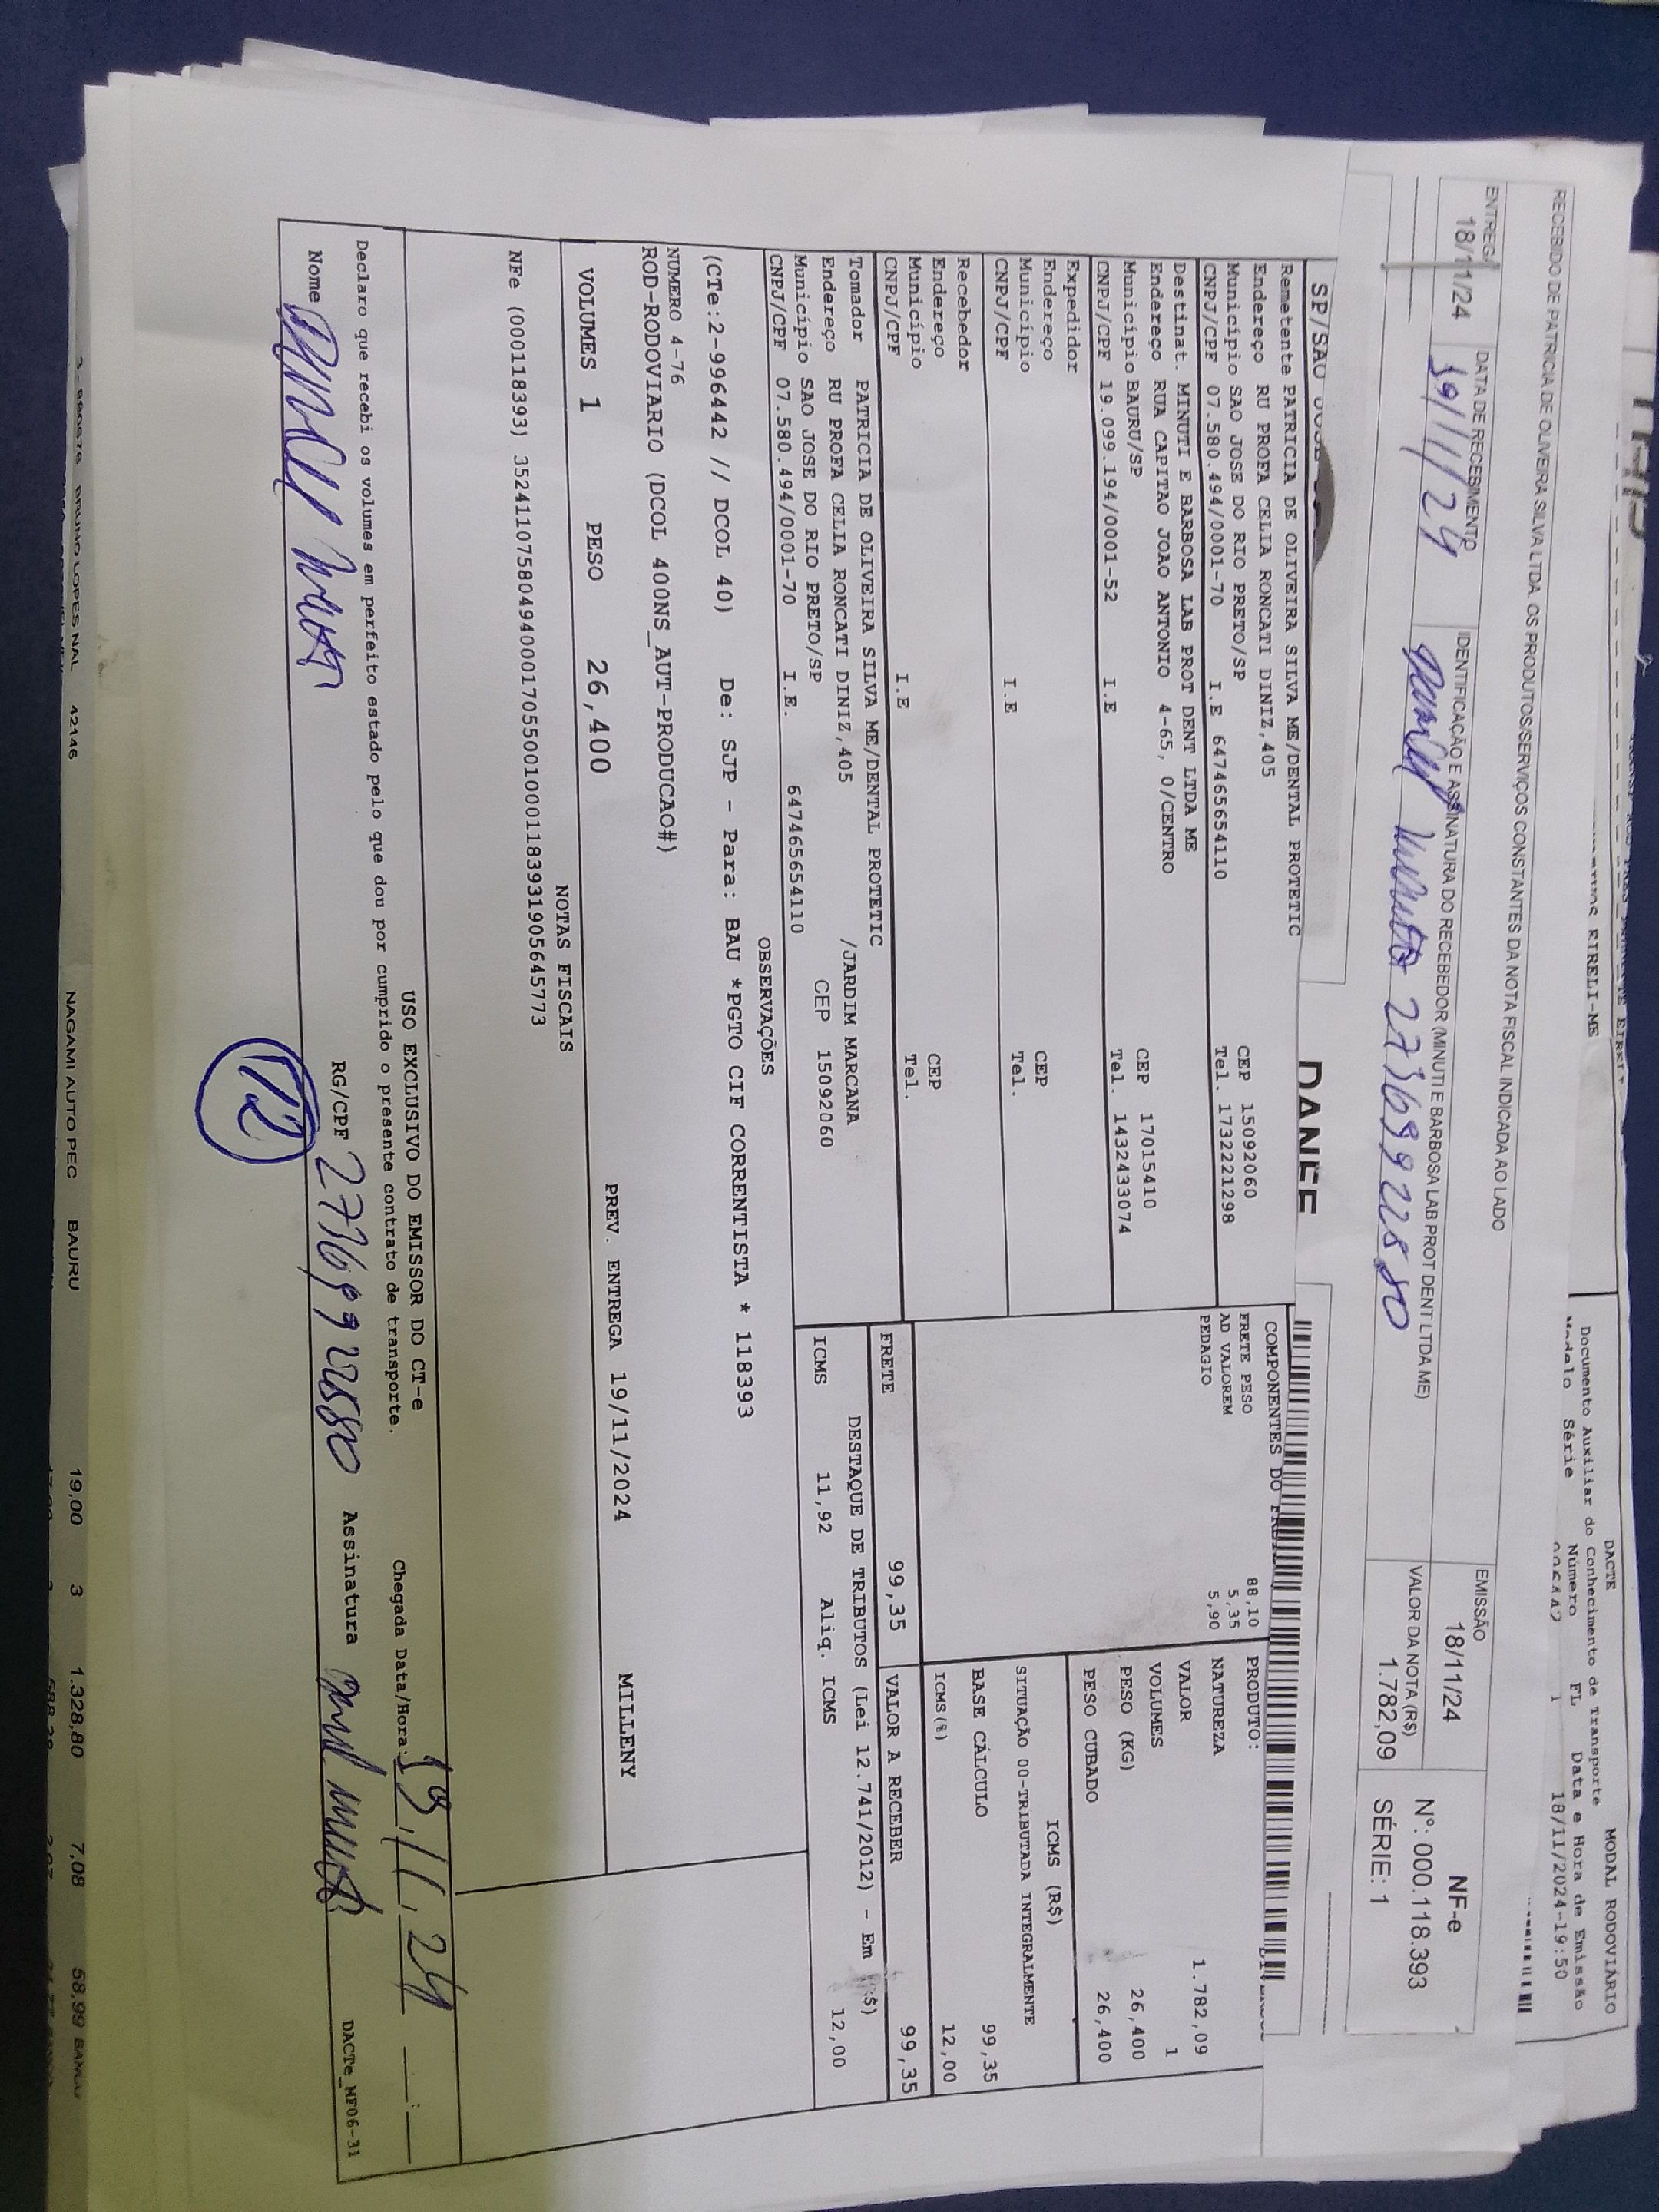 EIRELI-ME
DACTE
MODAL RODOVIÁRIO
Documento Auxiliar do Conhecimento de Transporte
Modelo Série Número FL Data e Hora de Emissão
996442 1 18/11/2024-19:50
RECEBIDO DE PATRICIA DE OLIVEIRA SILVA LTDA. OS PRODUTOS/SERVIÇOS CONSTANTES DA NOTA FISCAL INDICADA AO LADO
ENTREGA
18/11/24
DATA DE RECEBIMENTO
19/11/24
IDENTIFICAÇÃO E ASSINATURA DO RECEBEDOR (MINUTI E BARBOSA LAB PROT DENT LTDA ME)
27769922880
EMISSÃO
18/11/24
VALOR DA NOTA (R$)
1.782,09
NF-e
Nº: 000.118.393
SÉRIE: 1
DANFE
SP/SAO
Remetente PATRICIA DE OLIVEIRA SILVA ME/DENTAL PROTETIC
Endereço RU PROFA CELIA RONCATI DINIZ,405
Município SAO JOSE DO RIO PRETO/SP CEP 15092060
CNPJ/CPF 07.580.494/0001-70 I.E 647465654110 Tel. 1732221298
Destinat. MINUTI E BARBOSA LAB PROT DENT LTDA ME
Endereço RUA CAPITAO JOAO ANTONIO 4-65, 0/CENTRO
Município BAURU/SP CEP 17015410
CNPJ/CPF 19.099.194/0001-52 I.E Tel. 1432433074
Expedidor
Endereço
Município CEP
CNPJ/CPF I.E Tel.
Recebedor
Endereço
Município CEP
CNPJ/CPF I.E Tel.
Tomador PATRICIA DE OLIVEIRA SILVA ME/DENTAL PROTETIC
Endereço RU PROFA CELIA RONCATI DINIZ,405 /JARDIM MARCANA
Município SAO JOSE DO RIO PRETO/SP CEP 15092060
CNPJ/CPF 07.580.494/0001-70 I.E. 647465654110
COMPONENTES DO
FRETE PESO 88,10
AD VALOREM 5,35
PEDAGIO 5,90
FRETE 99,35
PRODUTO:
NATUREZA
VALOR 1.782,09
VOLUMES 1
PESO (KG) 26,400
PESO CUBADO 26,400
ICMS (R$)
SITUAÇÃO 00-TRIBUTADA INTEGRALMENTE
BASE CÁLCULO 99,35
ICMS(%) 12,00
VALOR A RECEBER 99,35
DESTAQUE DE TRIBUTOS (Lei 12.741/2012) - Em
ICMS 11,92 Aliq. ICMS 12,00
OBSERVAÇÕES
(CTe:2-996442 // DCOL 40) De: SJP - Para: BAU *PGTO CIF CORRENTISTA * 118393
NUMERO 4-76
ROD-RODOVIARIO (DCOL 400NS_AUT-PRODUCAO#)
VOLUMES 1 PESO 26,400 PREV. ENTREGA 19/11/2024 MILLENY
NOTAS FISCAIS
NFe (000118393) 35241107580494000170550010001183931905645773
USO EXCLUSIVO DO EMISSOR DO CT-e
Declaro que recebi os volumes em perfeito estado pelo que dou por cumprido o presente contrato de transporte.
Chegada Data/Hora: 19/11/24
Nome RG/CPF 27769922880 Assinatura
DACTe_MF06-31
12
BRUNO LOPES NAL 42146 NAGAMI AUTO PEC BAURU 19,00 3 1.328,80 7,08 58,99